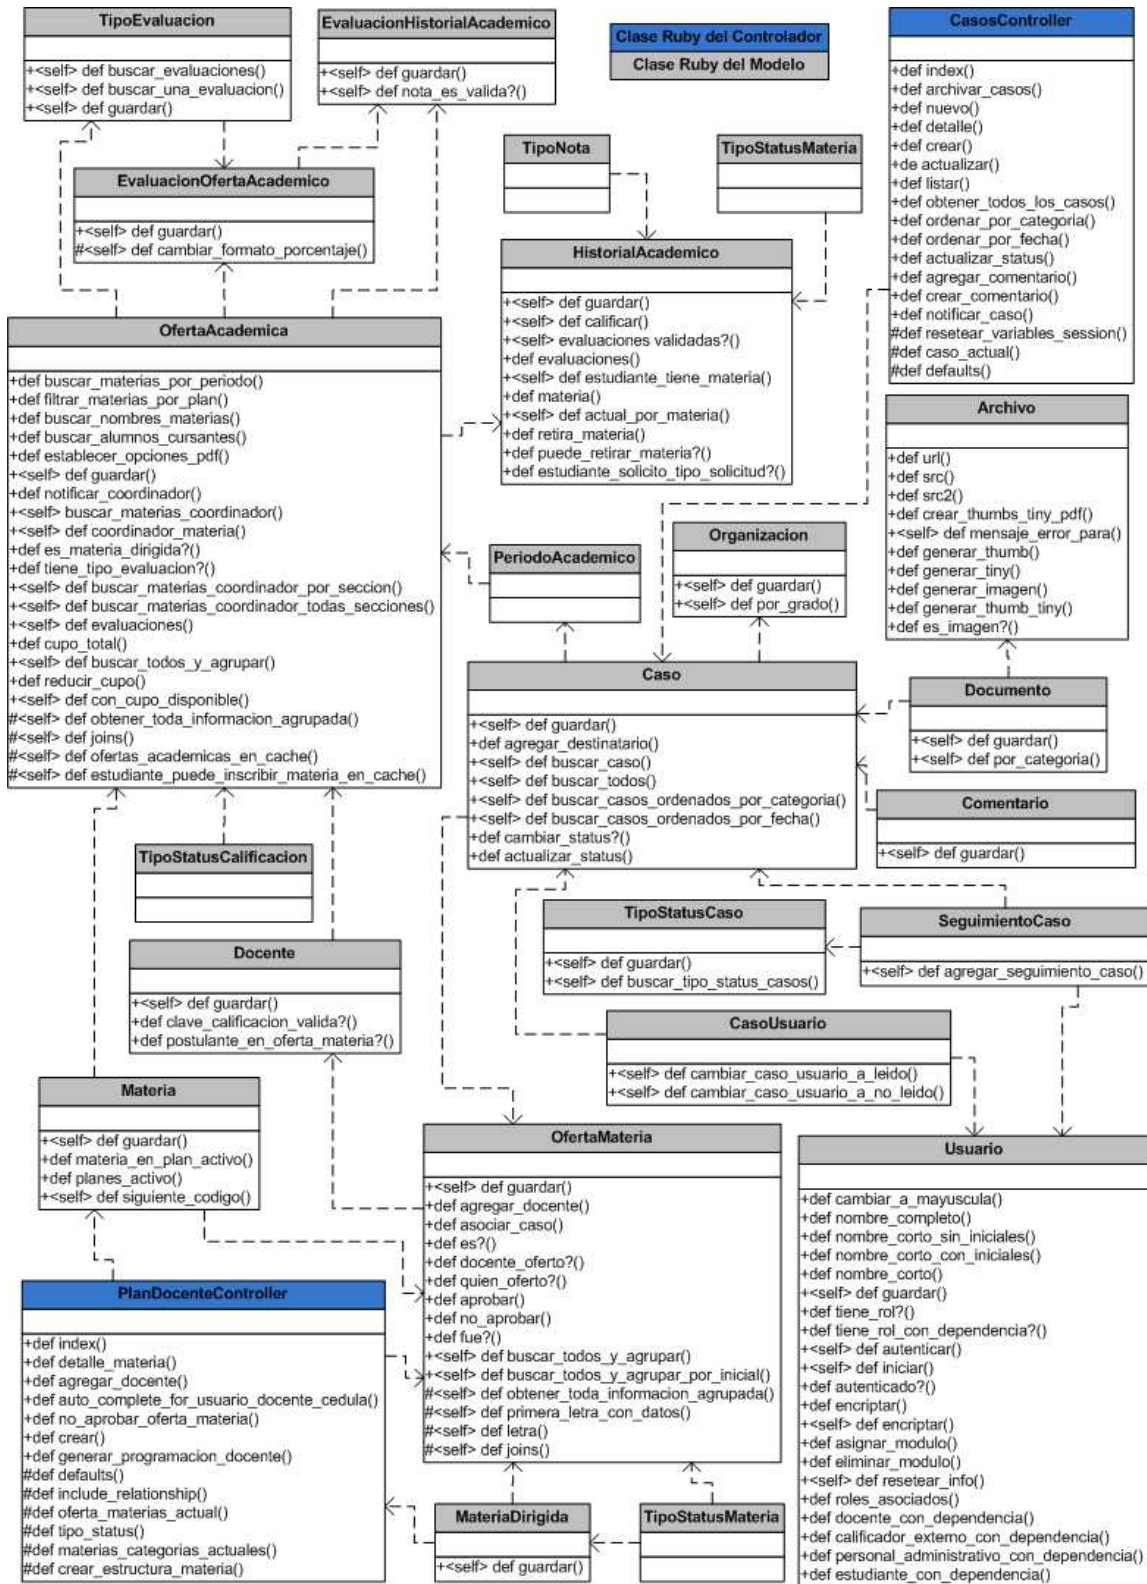 TipoEvaluacion
+<self> def buscar_evaluaciones()
+<self> def buscar_una_evaluacion()
+<self> def guardar()
EvaluacionHistorialAcademico
+<self> def guardar()
+<self> def nota_es_valida?()
Clase Ruby del Controlador
Clase Ruby del Modelo
CasosController
+def index()
+def archivar_casos()
+def nuevo()
+def detalle()
+def crear()
+de actualizar()
+def listar()
+def obtener_todos_los_casos()
+def ordenar_por_categoria()
+def ordenar_por_fecha()
+def actualizar_status()
+def agregar_comentario()
+def crear_comentario()
+def notificar_caso()
#def resetear_variables_session()
#def caso_actual()
#def defaults()
EvaluacionOfertaAcademico
+<self> def guardar()
#<self> def cambiar_formato_porcentaje()
TipoNota
TipoStatusMateria
HistorialAcademico
+<self> def guardar()
+<self> def calificar()
+<self> evaluaciones validadas?()
+def evaluaciones()
+<self> def estudiante_tiene_materia()
+def materia()
+<self> def actual_por_materia()
+def retira_materia()
+def puede_retirar_materia?()
+def estudiante_solicito_tipo_solicitud?()
OfertaAcademica
+def buscar_materias_por_periodo()
+def filtrar_materias_por_plan()
+def buscar_nombres_materias()
+def buscar_alumnos_cursantes()
+def establecer_opciones_pdf()
+<self> def guardar()
+def notificar_coordinador()
+<self> buscar_materias_coordinador()
+<self> def coordinador_materia()
+def es_materia_dirigida?()
+def tiene_tipo_evaluacion?()
+<self> def buscar_materias_coordinador_por_seccion()
+<self> def buscar_materias_coordinador_todas_secciones()
+<self> def evaluaciones()
+def cupo_total()
+<self> def buscar_todos_y_agrupar()
+def reducir_cupo()
+<self> def con_cupo_disponible()
#<self> def obtener_toda_informacion_agrupada()
#<self> def joins()
#<self> def ofertas_academicas_en_cache()
#<self> def estudiante_puede_inscribir_materia_en_cache()
Archivo
+def url()
+def src()
+def src2()
+def crear_thumbs_tiny_pdf()
+<self> def mensaje_error_para()
+def generar_thumb()
+def generar_tiny()
+def generar_imagen()
+def generar_thumb_tiny()
+def es_imagen?()
PeriodoAcademico
Organizacion
+<self> def guardar()
+<self> def por_grado()
Caso
+<self> def guardar()
+def agregar_destinatario()
+<self> def buscar_caso()
+<self> def buscar_todos()
+<self> def buscar_casos_ordenados_por_categoria()
+<self> def buscar_casos_ordenados_por_fecha()
+def cambiar_status?()
+def actualizar_status()
Documento
+<self> def guardar()
+<self> def por_categoria()
Comentario
+<self> def guardar()
TipoStatusCalificacion
TipoStatusCaso
+<self> def guardar()
+<self> def buscar_tipo_status_casos()
SeguimientoCaso
+<self> def agregar_seguimiento_caso()
Docente
+<self> def guardar()
+def clave_calificacion_valida?()
+def postulante_en_oferta_materia?()
CasoUsuario
+<self> def cambiar_caso_usuario_a_leido()
+<self> def cambiar_caso_usuario_a_no_leido()
Materia
+<self> def guardar()
+def materia_en_plan_activo()
+def planes_activo()
+<self> def siguiente_codigo()
OfertaMateria
+<self> def guardar()
+def agregar_docente()
+def asociar_caso()
+def es?()
+def docente_oferto?()
+def quien_oferto?()
+def aprobar()
+def no_aprobar()
+def fue?()
+<self> def buscar_todos_y_agrupar()
+<self> def buscar_todos_y_agrupar_por_inicial()
#<self> def obtener_toda_informacion_agrupada()
#<self> def primera_letra_con_datos()
#<self> def letra()
#<self> def joins()
Usuario
+def cambiar_a_mayuscula()
+def nombre_completo()
+def nombre_corto_sin_iniciales()
+def nombre_corto_con_iniciales()
+def nombre_corto()
+<self> def guardar()
+def tiene_rol?()
+def tiene_rol_con_dependencia?()
+<self> def autenticar()
+<self> def iniciar()
+def autenticado?()
+def encriptar()
+<self> def encriptar()
+def asignar_modulo()
+def eliminar_modulo()
+<self> def resetear_info()
+def roles_asociados()
+def docente_con_dependencia()
+def calificador_externo_con_dependencia()
+def personal_administrativo_con_dependencia()
+def estudiante_con_dependencia()
PlanDocenteController
+def index()
+def detalle_materia()
+def agregar_docente()
+def auto_complete_for_usuario_docente_cedula()
+def no_aprobar_oferta_materia()
+def crear()
+def generar_programacion_docente()
#def defaults()
#def include_relationship()
#def oferta_materias_actual()
#def tipo_status()
#def materias_categorias_actuales()
#def crear_estructura_materia()
MateriaDirigida
+<self> def guardar()
TipoStatusMateria